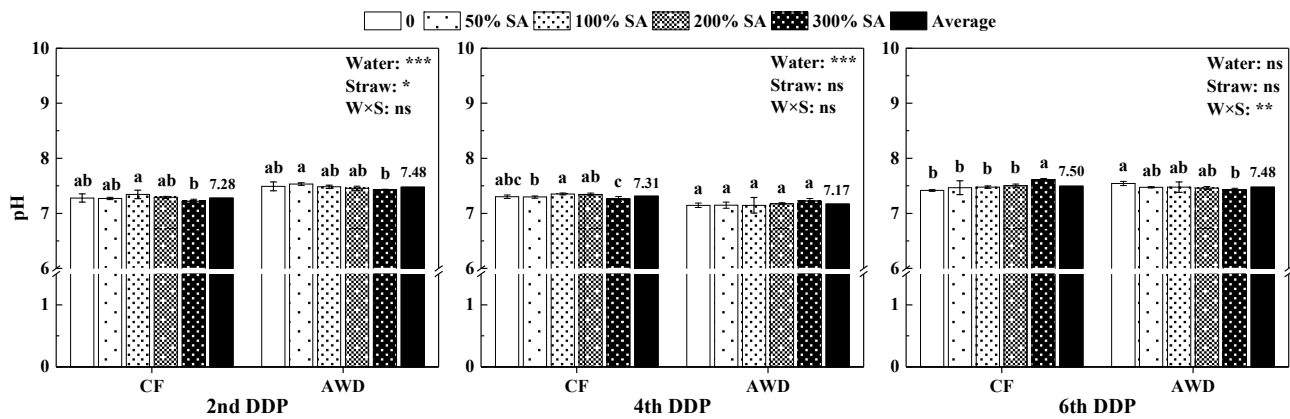 0 50% SA 100% SA 200% SA 300% SA Average
pH
10
9
8
7
6
1
0
Water: ***
Straw: *
W×S: ns
ab ab a ab b 7.28
ab a ab ab b 7.48
CF AWD
2nd DDP
10
9
8
7
6
1
0
Water: ***
Straw: ns
W×S: ns
abc b a ab c 7.31
a a a a a 7.17
CF AWD
4th DDP
10
9
8
7
6
1
0
Water: ns
Straw: ns
W×S: **
b b b b a 7.50
a ab ab b b 7.48
CF AWD
6th DDP